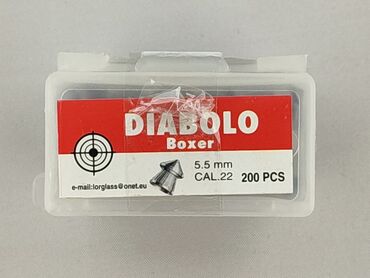 DIABOLO
Boxer
5.5 mm
CAL.22 200 PCS
e-mail:lorglass@onet.eu